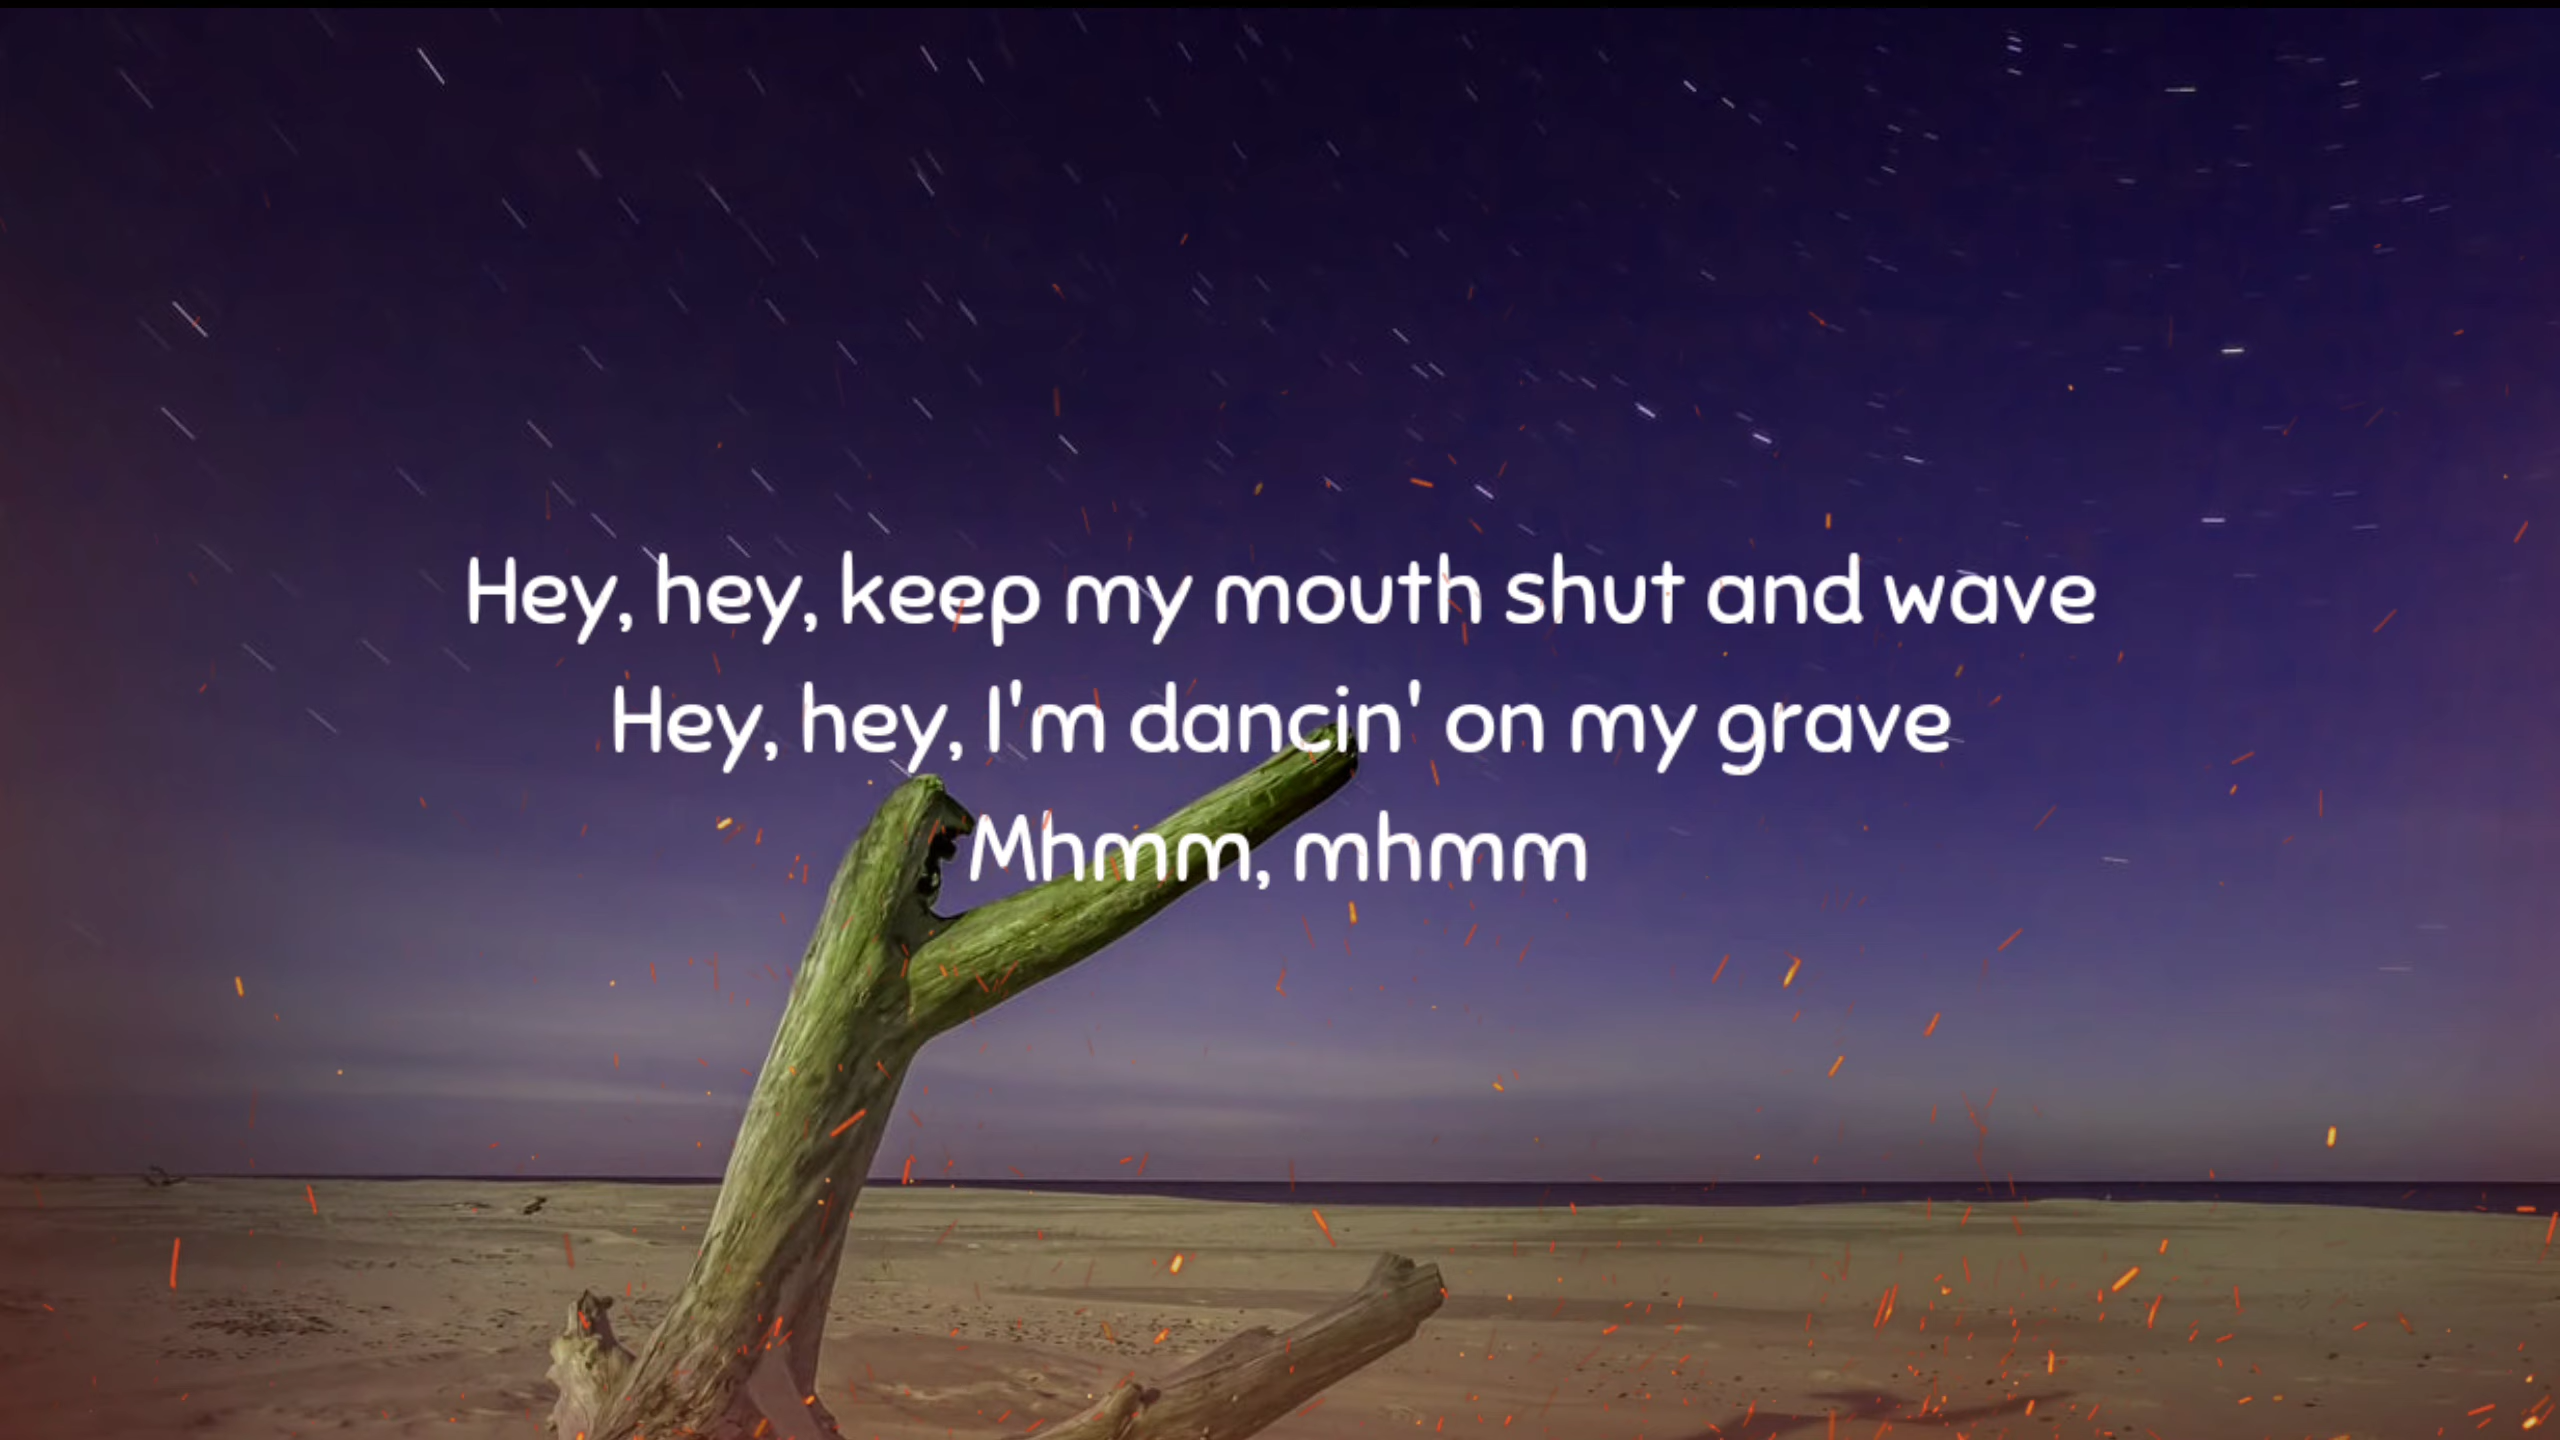 Hey, hey, keep my mouth shut and wave
Hey, hey, I'm dancin' on my grave
Mhmm, mhmm